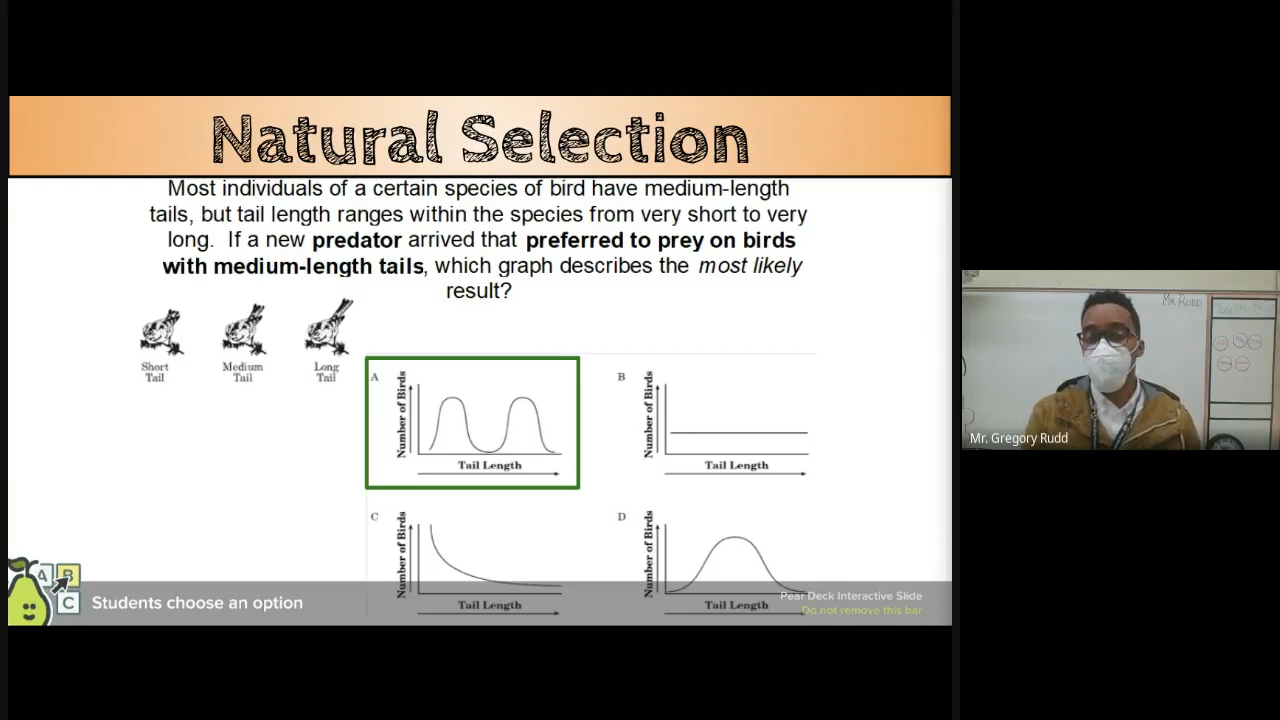 Natural Selection
Most individuals of a certain species of bird have medium-length
tails, but tail length ranges within the species from very short to very
long. If a new predator arrived that preferred to prey on birds
with medium-length tails, which graph describes the most likely
result?
Short
Tail
Medium
Tail
Long
Tail
A
Number of Birds
Tail Length
B
Number of Birds
Tail Length
C
Number of Birds
Tail Length
D
Number of Birds
Tail Length
A
B
C
Students choose an option
Pear Deck Interactive Slide
Do not remove this bar
MR. RUDD
Mr. Gregory Rudd